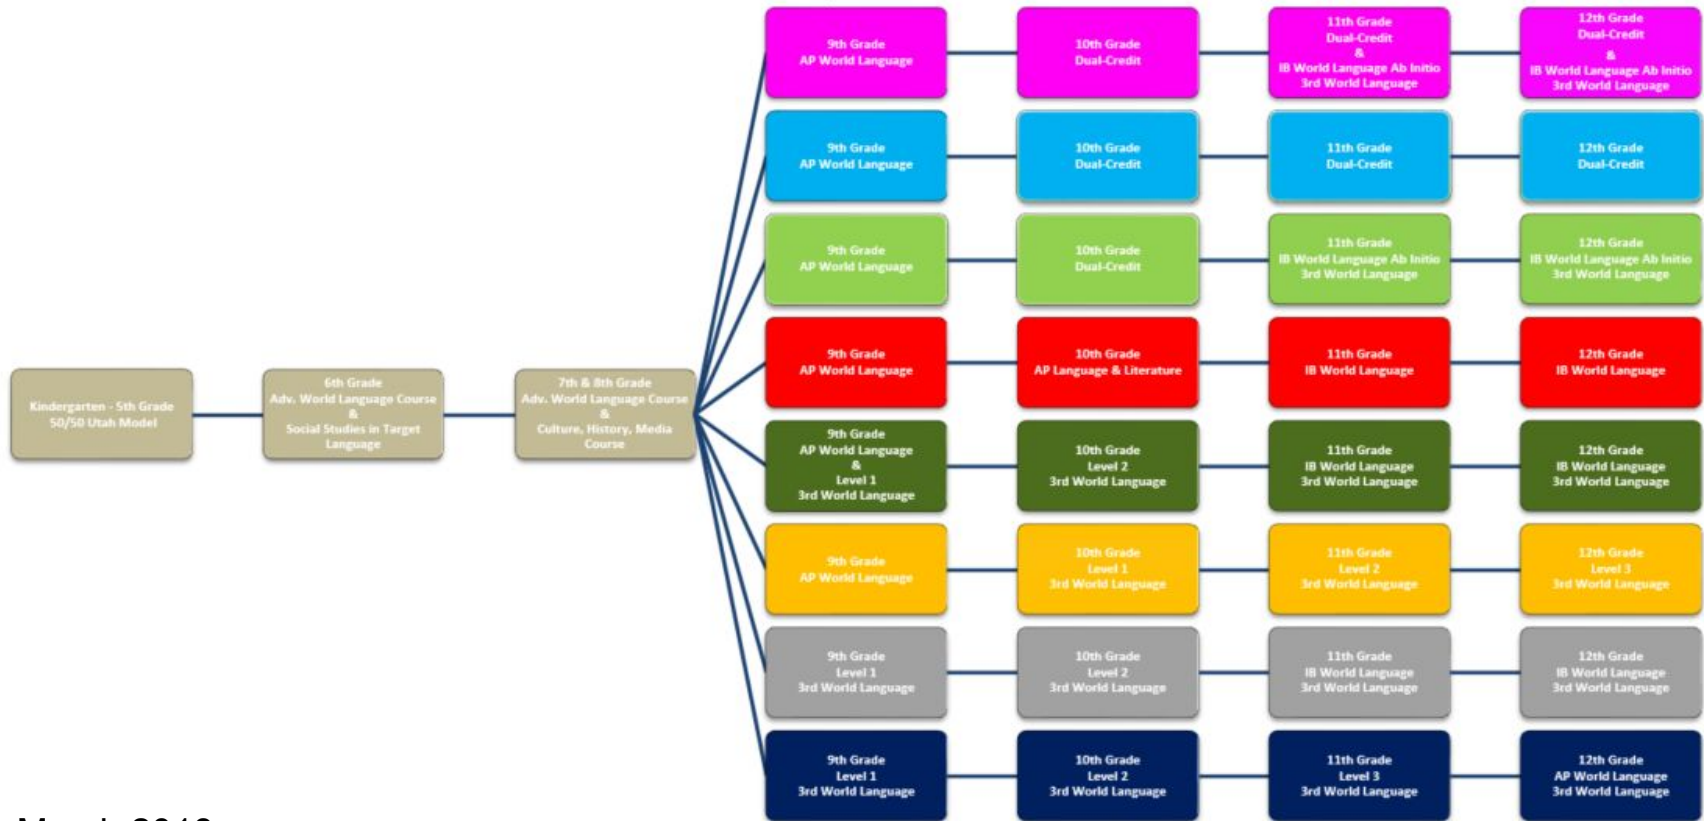 Kindergarten - 5th Grade
50/50 Utah Model
6th Grade
Adv. World Language Course
&
Social Studies in Target
Language
7th & 8th Grade
Adv. World Language Course
&
Culture, History, Media
Course
9th Grade
AP World Language
10th Grade
Dual-Credit
11th Grade
Dual-Credit
&
IB World Language Ab Initio
3rd World Language
12th Grade
Dual-Credit
&
IB World Language Ab Initio
3rd World Language
9th Grade
AP World Language
10th Grade
Dual-Credit
11th Grade
Dual-Credit
12th Grade
Dual-Credit
9th Grade
AP World Language
10th Grade
Dual-Credit
11th Grade
IB World Language Ab Initio
3rd World Language
12th Grade
IB World Language Ab Initio
3rd World Language
9th Grade
AP World Language
10th Grade
AP Language & Literature
11th Grade
IB World Language
12th Grade
IB World Language
9th Grade
AP World Language
&
Level 1
3rd World Language
10th Grade
Level 2
3rd World Language
11th Grade
IB World Language
3rd World Language
12th Grade
IB World Language
3rd World Language
9th Grade
AP World Language
10th Grade
Level 1
3rd World Language
11th Grade
Level 2
3rd World Language
12th Grade
Level 3
3rd World Language
9th Grade
Level 1
3rd World Language
10th Grade
Level 2
3rd World Language
11th Grade
IB World Language
3rd World Language
12th Grade
IB World Language
3rd World Language
9th Grade
Level 1
3rd World Language
10th Grade
Level 2
3rd World Language
11th Grade
Level 3
3rd World Language
12th Grade
AP World Language
3rd World Language